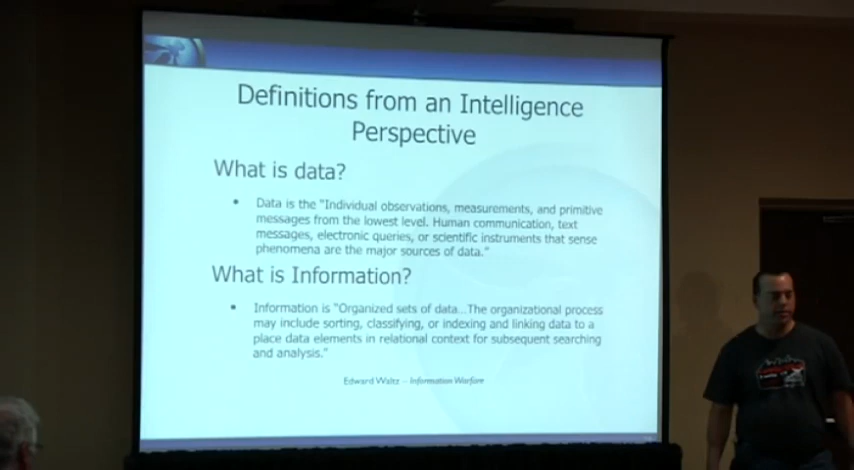 Definitions from an Intelligence
Perspective
What is data?
• Data is the "Individual observations, measurements, and primitive
messages from the lowest level. Human communication, text
messages, electronic queries, or scientific instruments that sense
phenomena are the major sources of data."
What is Information?
• Information is "Organized sets of data...The organizational process
may include sorting, classifying, or indexing and linking data to a
place data elements in relational context for subsequent searching
and analysis."
Edward Waltz – Information Warfare